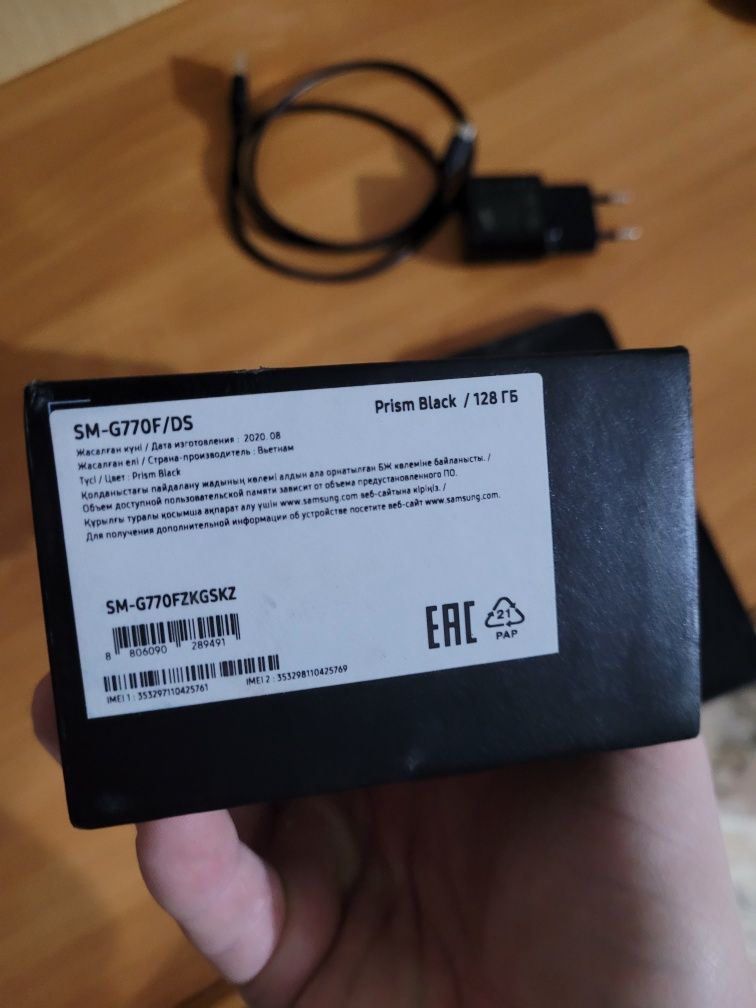 SM-G770F/DS
Prism Black / 128 ГБ
Жасалған күні / Дата изготовления : 2020. 08
Жасалған елі / Страна-производитель : Вьетнам
Түсі / Цвет : Prism Black
Қолданыстағы пайдалану жадының көлемі алдын ала орнатылған БЖ көлеміне байланысты. /
Объем доступной пользовательской памяти зависит от объема предустановленного ПО.
Құрылғы туралы қосымша ақпарат алу үшін www.samsung.com веб-сайтына кіріңіз. /
Для получения дополнительной информации об устройстве посетите веб-сайт www.samsung.com.
SM-G770FZKGSKZ
8 806090 289491
EAC
21
PAP
IMEI 1 : 353297110425761
IMEI 2 : 353298110425769